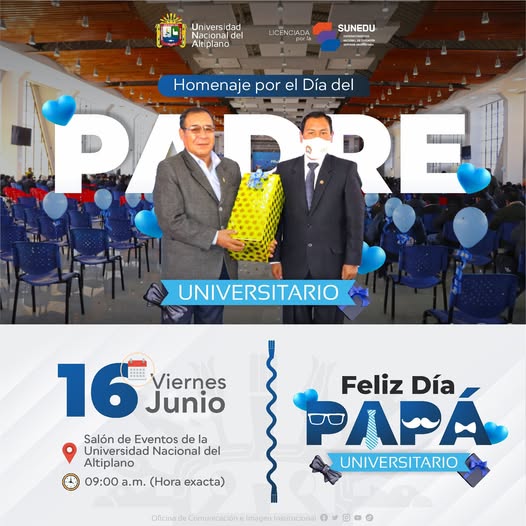 Universidad
Nacional del
Altiplano
LICENCIADA
por la
SUNEDU
Homenaje por el Día del
PADRE
UNIVERSITARIO
16 Viernes
Junio
Salón de Eventos de la
Universidad Nacional del
Altiplano
09:00 a.m. (Hora exacta)
Feliz Día
PAPÁ
UNIVERSITARIO
Oficina de Comunicación e Imagen Institucional